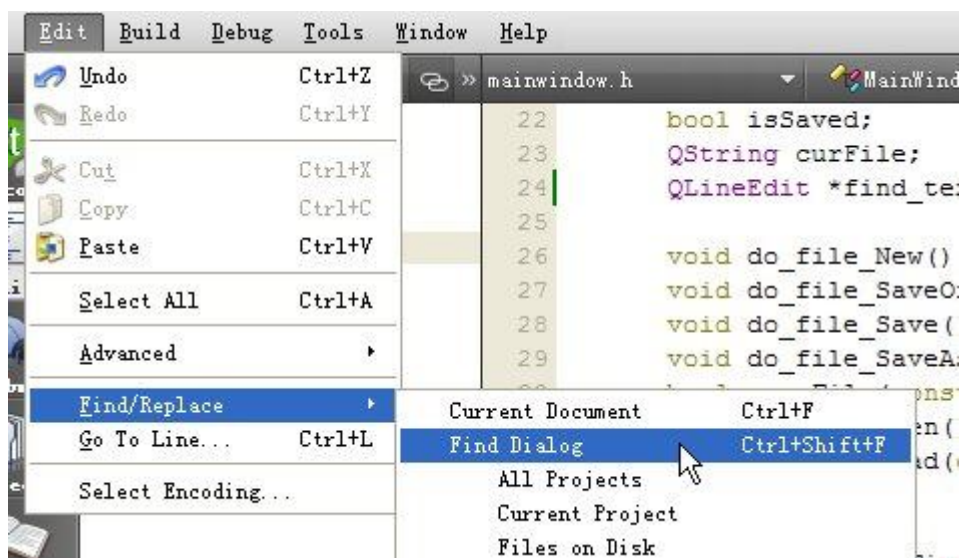 Edit Build Debug Tools Window Help
Undo Ctrl+Z
Redo Ctrl+Y
Cut Ctrl+X
Copy Ctrl+C
Paste Ctrl+V
Select All Ctrl+A
Advanced
Find/Replace
Go To Line... Ctrl+L
Select Encoding...
Current Document Ctrl+F
Find Dialog Ctrl+Shift+F
All Projects
Current Project
Files on Disk
» mainwindow.h MainWind
22 bool isSaved;
23 QString curFile;
24 QLineEdit *find_te
25
26 void do_file_New()
27 void do_file_SaveO
28 void do_file_Save(
29 void do_file_SaveA